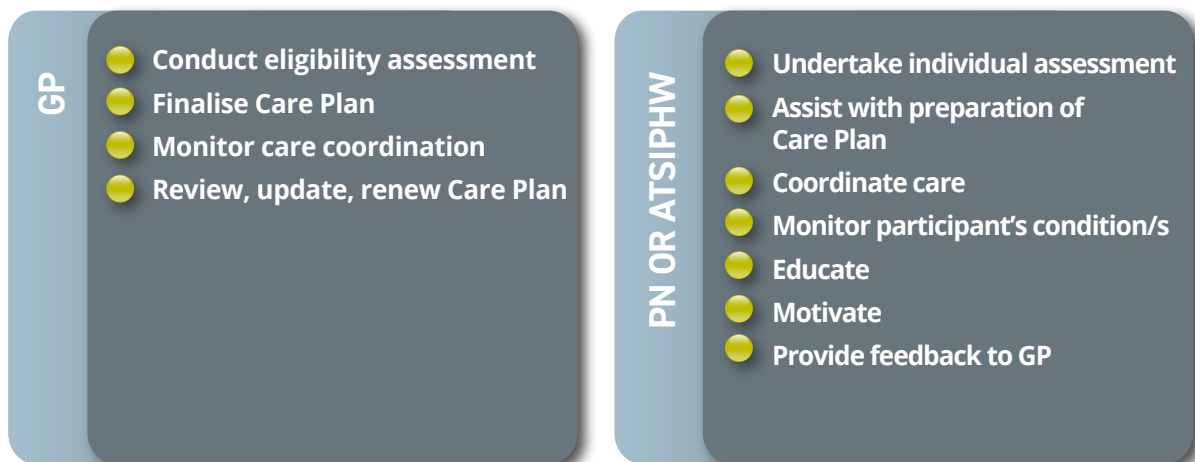 GP
Conduct eligibility assessment
Finalise Care Plan
Monitor care coordination
Review, update, renew Care Plan
PN OR ATSIPHW
Undertake individual assessment
Assist with preparation of
Care Plan
Coordinate care
Monitor participant’s condition/s
Educate
Motivate
Provide feedback to GP